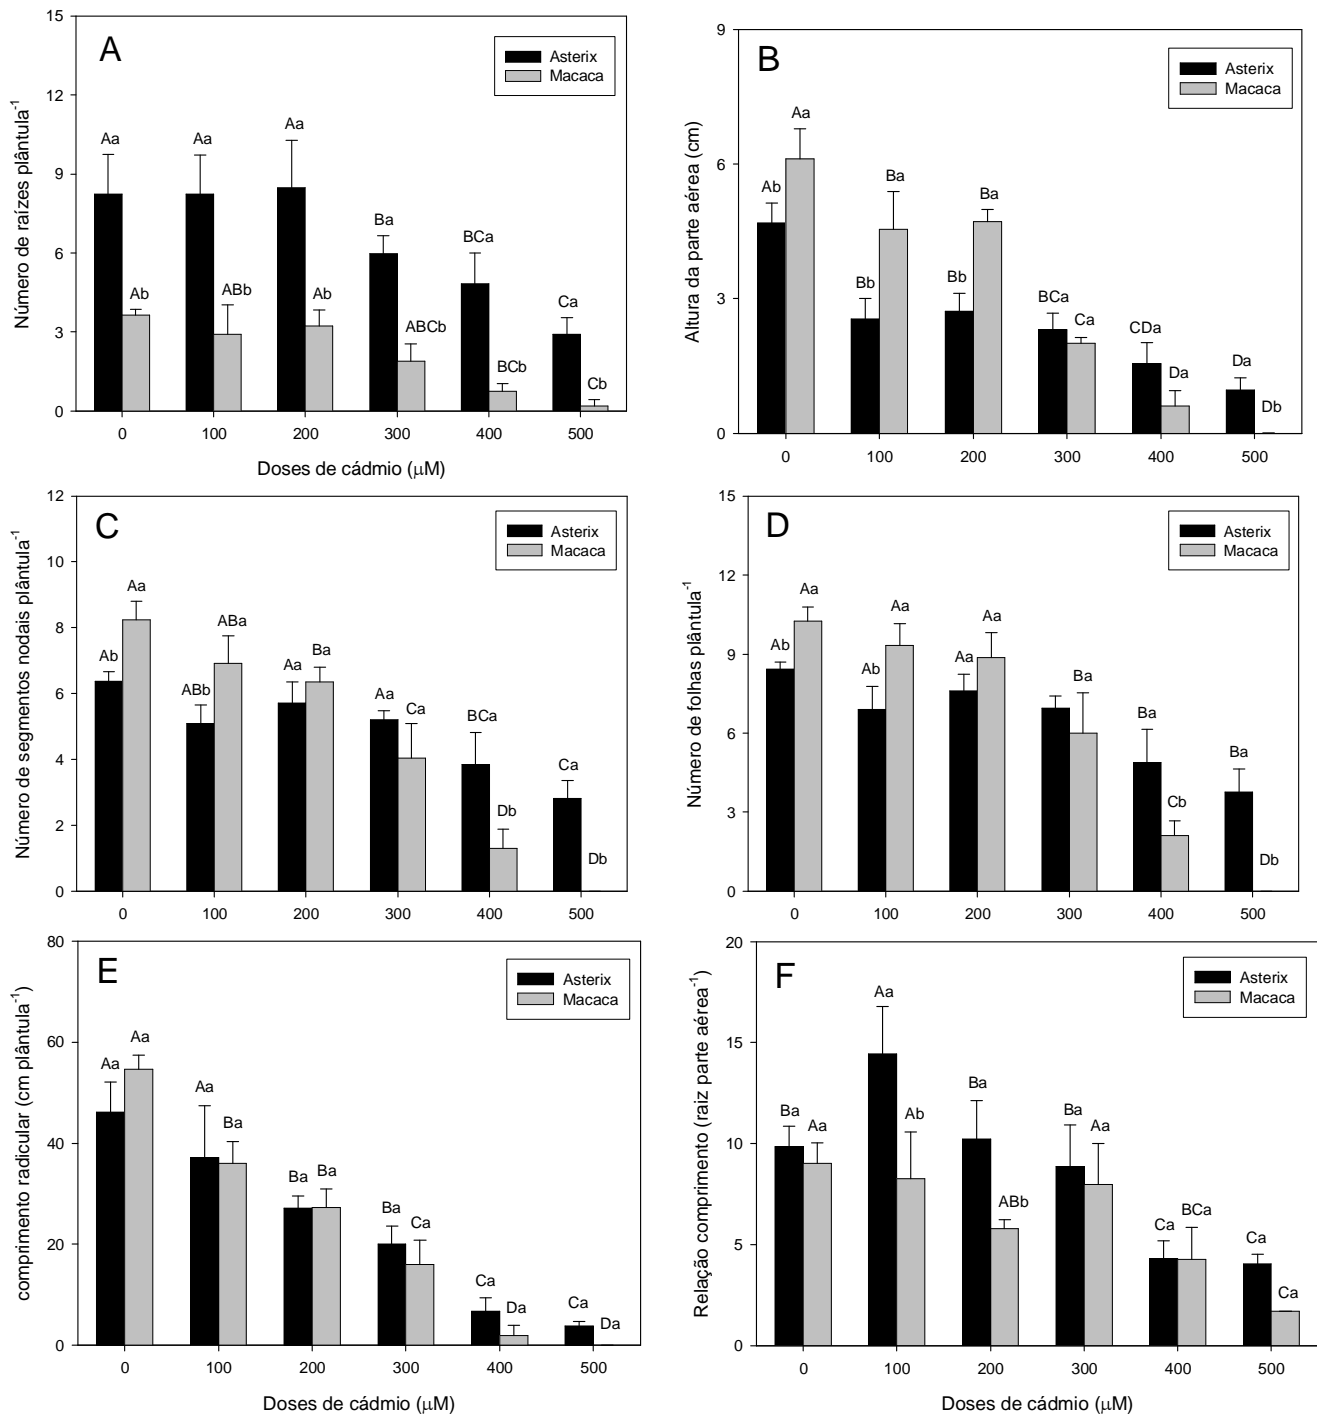 A
Asterix
Macaca
Número de raízes plântula-1
15
12
9
6
3
0
Aa Aa Aa Ba BCa Ca
Ab ABb Ab ABCb BCb Cb
0 100 200 300 400 500
Doses de cádmio (μM)
B
Asterix
Macaca
Altura da parte aérea (cm)
9
6
3
0
Ab Bb Bb BCa CDa Da
Aa Ba Ba Ca Da Db
0 100 200 300 400 500
C
Asterix
Macaca
Número de segmentos nodais plântula-1
12
10
8
6
4
2
0
Ab ABb Aa Aa BCa Ca
Aa ABa Ba Ca Db Db
0 100 200 300 400 500
D
Asterix
Macaca
Número de folhas plântula-1
15
12
9
6
3
0
Ab Ab Aa Ba Ba
Aa Aa Aa Ba Cb Db
0 100 200 300 400 500
E
Asterix
Macaca
comprimento radicular (cm plântula-1)
80
60
40
20
0
Aa Aa Ba Ba Ca Ca
Aa Ba Ba Ca Da Da
0 100 200 300 400 500
Doses de cádmio (μM)
F
Asterix
Macaca
Relação comprimento (raiz parte aérea-1)
20
15
10
5
0
Ba Aa Ba Ba Ca Ca
Aa Ab ABb Aa BCa Ca
0 100 200 300 400 500
Doses de cádmio (μM)